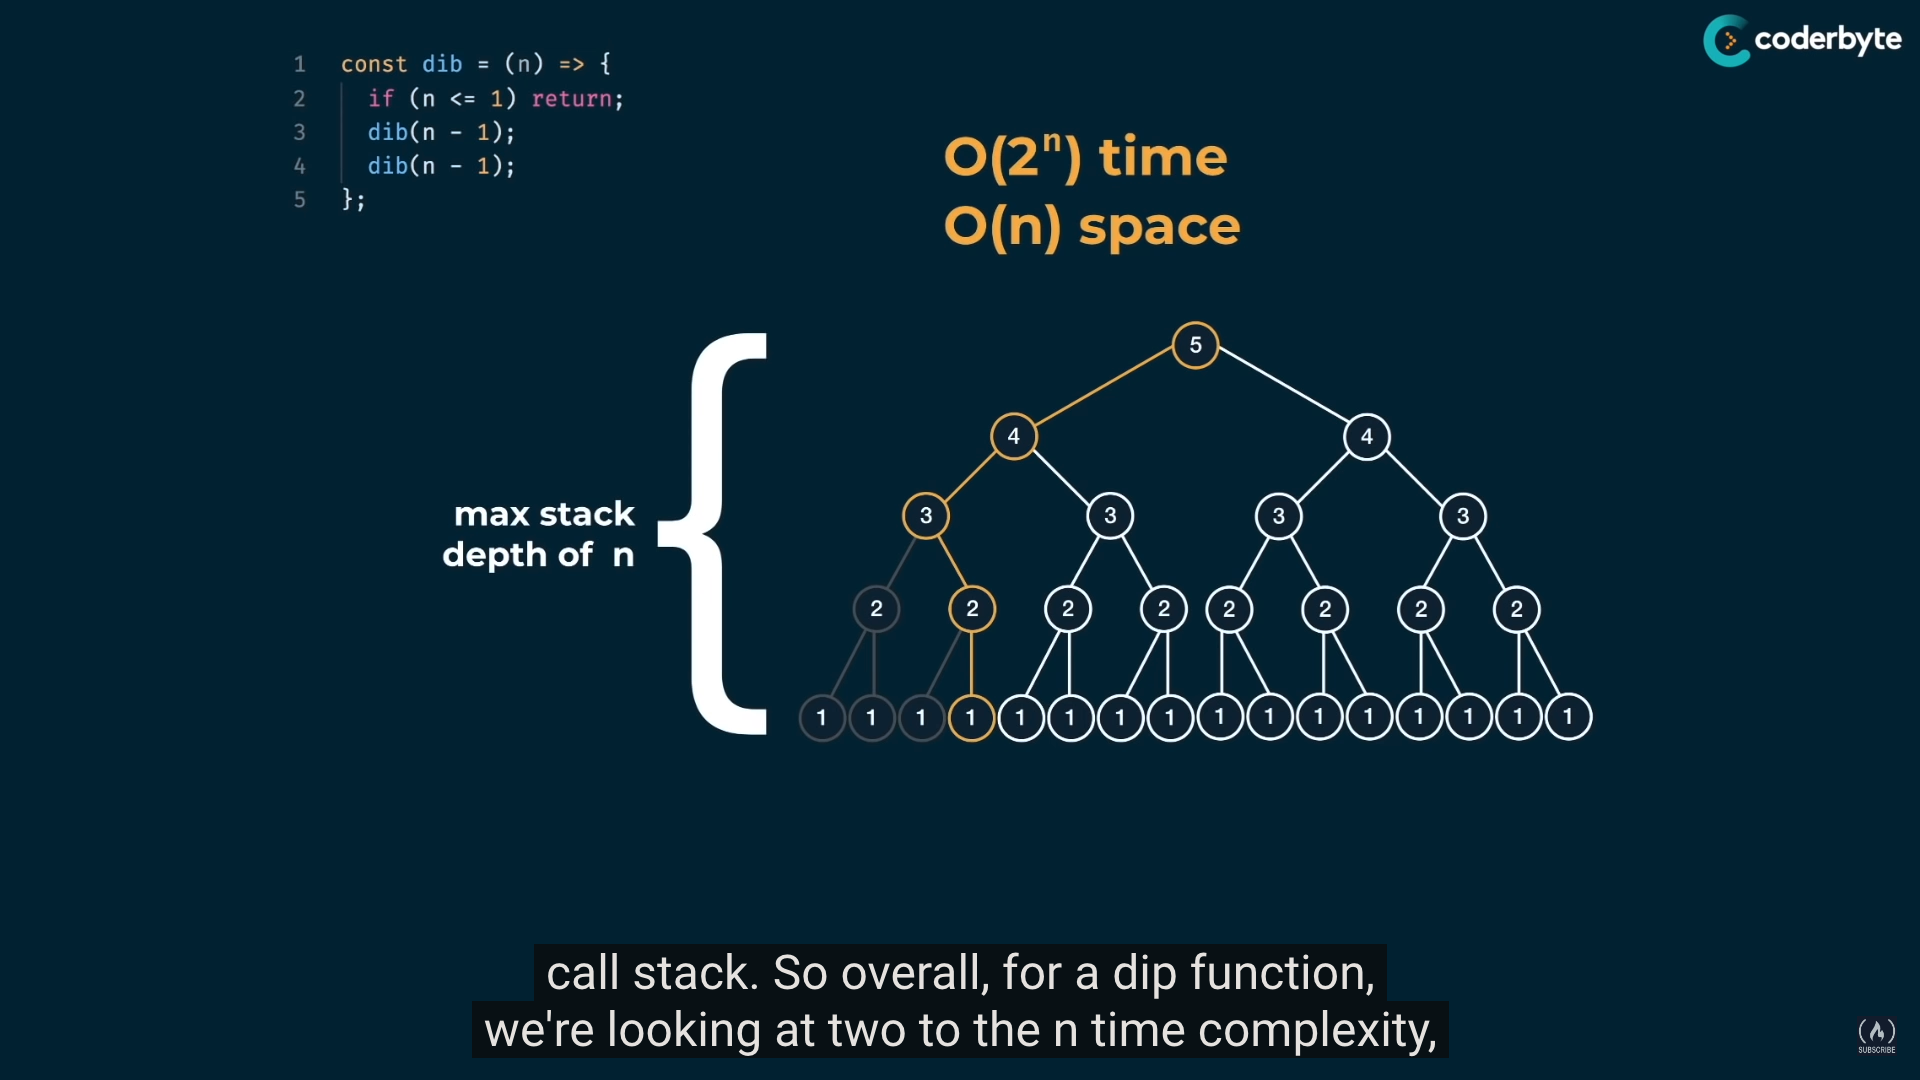 coderbyte
1 const dib = (n) => {
2 if (n <= 1) return;
3 dib(n - 1);
4 dib(n - 1);
5 };
O(2ⁿ) time
O(n) space
max stack
depth of n
5
4 4
3 3 3 3
2 2 2 2 2 2 2 2
1 1 1 1 1 1 1 1 1 1 1 1 1 1 1 1
call stack. So overall, for a dip function,
we're looking at two to the n time complexity,
SUBSCRIBE